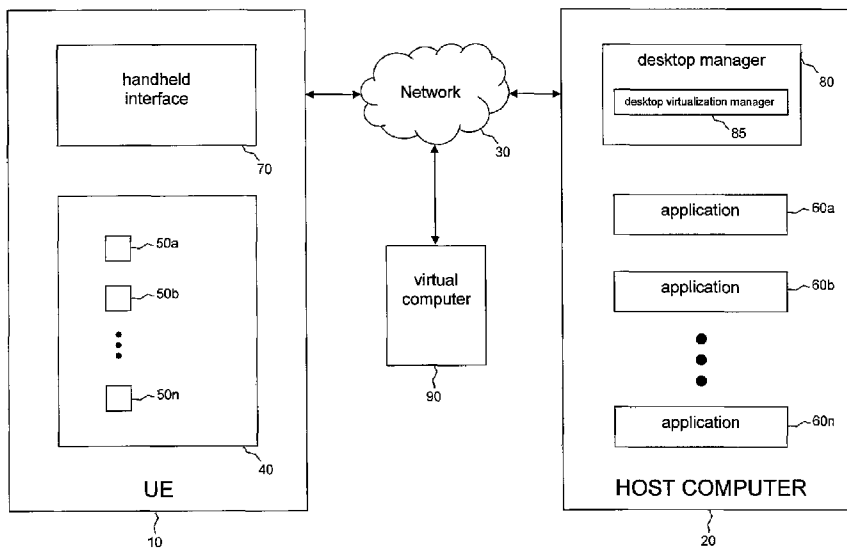 handheld
interface
70
50a
50b
50n
40
UE
10
Network
30
virtual
computer
90
desktop manager
80
desktop virtualization manager
85
application
60a
application
60b
application
60n
HOST COMPUTER
20